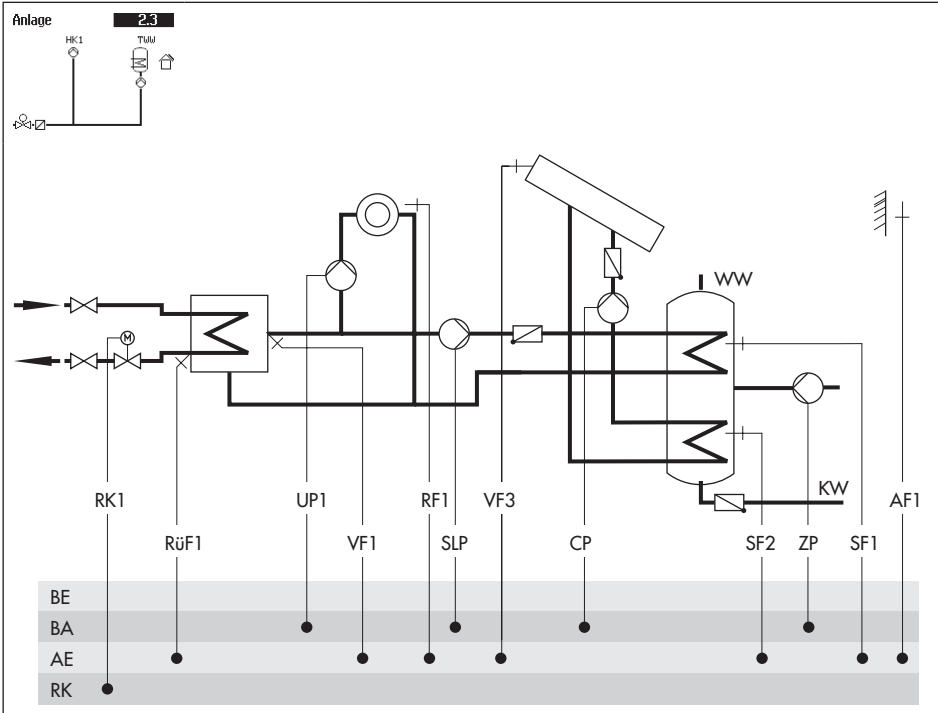 Anlage 2.3
HK1 TWW
M
WW
KW
RK1 UP1 RF1 VF3 AF1
RüF1 VF1 SLP CP SF2 ZP SF1
BE
BA
AE
RK